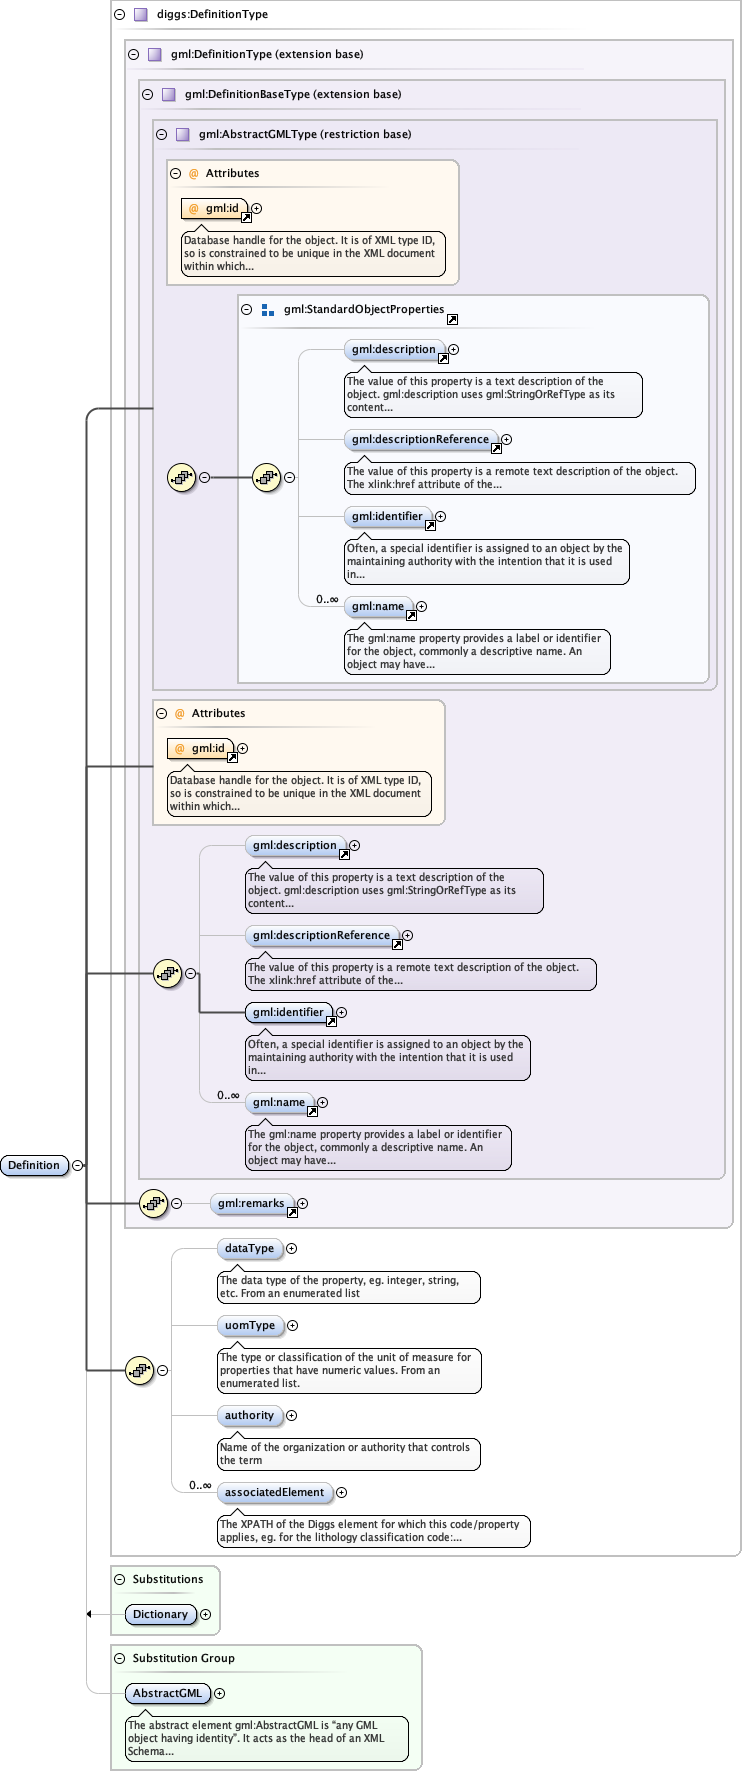 diggs:DefinitionType
gml:DefinitionType (extension base)
gml:DefinitionBaseType (extension base)
gml:AbstractGMLType (restriction base)
@ Attributes
@ gml:id
Database handle for the object. It is of XML type ID,
so is constrained to be unique in the XML document
within which...
gml:StandardObjectProperties
gml:description
The value of this property is a text description of the
object. gml:description uses gml:StringOrRefType as its
content...
gml:descriptionReference
The value of this property is a remote text description of the object.
The xlink:href attribute of the...
gml:identifier
Often, a special identifier is assigned to an object by the
maintaining authority with the intention that it is used
in...
0..∞
gml:name
The gml:name property provides a label or identifier
for the object, commonly a descriptive name. An
object may have...
@ Attributes
@ gml:id
Database handle for the object. It is of XML type ID,
so is constrained to be unique in the XML document
within which...
gml:description
The value of this property is a text description of the
object. gml:description uses gml:StringOrRefType as its
content...
gml:descriptionReference
The value of this property is a remote text description of the object.
The xlink:href attribute of the...
gml:identifier
Often, a special identifier is assigned to an object by the
maintaining authority with the intention that it is used
in...
0..∞
gml:name
The gml:name property provides a label or identifier
for the object, commonly a descriptive name. An
object may have...
Definition
gml:remarks
dataType
The data type of the property, eg. integer, string,
etc. From an enumerated list
uomType
The type or classification of the unit of measure for
properties that have numeric values. From an
enumerated list.
authority
Name of the organization or authority that controls
the term
0..∞
associatedElement
The XPATH of the Diggs element for which this code/property
applies, eg. for the lithology classification code:...
Substitutions
Dictionary
Substitution Group
AbstractGML
The abstract element gml:AbstractGML is “any GML
object having identity”. It acts as the head of an XML
Schema...